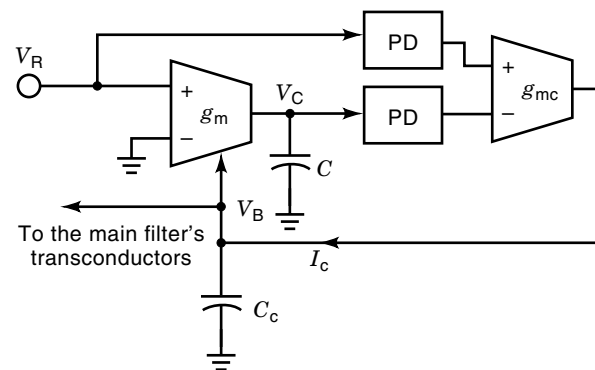 PD
V_R
+
g_m
−
V_C
+
g_mc
−
PD
C
V_B
To the main filter's
transconductors
I_c
C_c